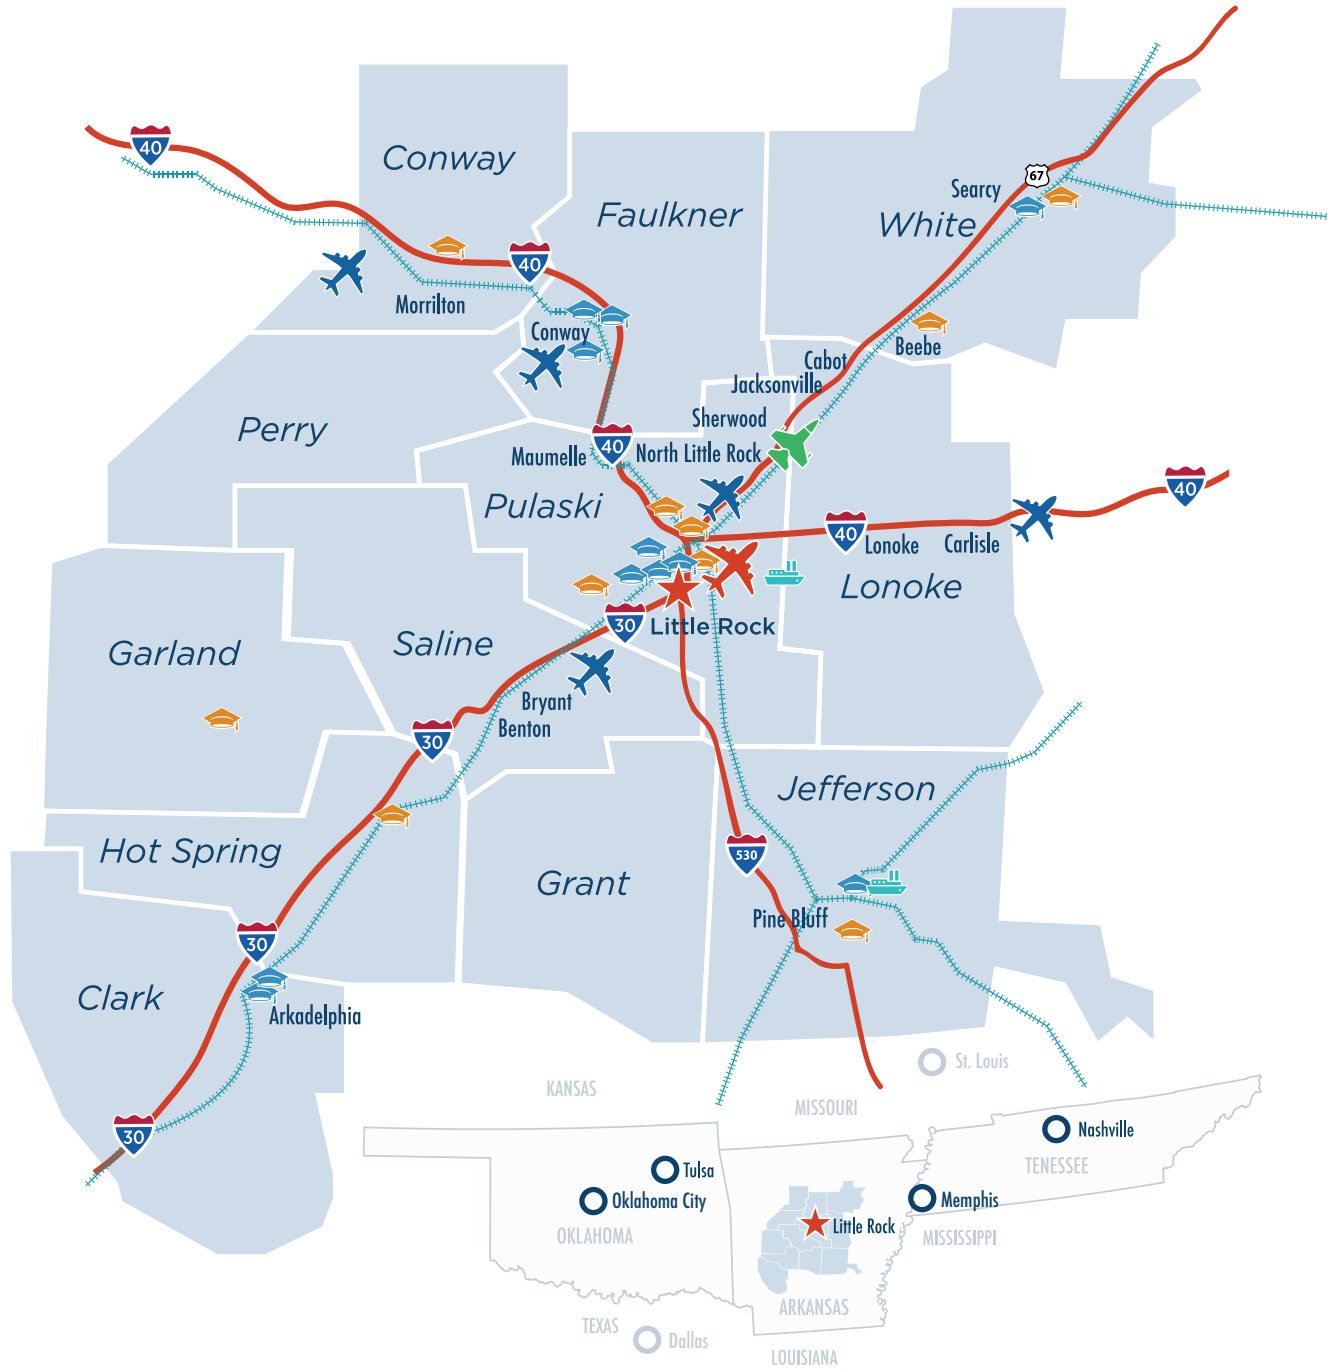 40
Conway
Faulkner
67
Searcy
White
40
Morrilton
Conway
Beebe
Cabot
Jacksonville
Sherwood
Perry
40
Maumelle
North Little Rock
Pulaski
40
40
Lonoke
Carlisle
Lonoke
30
Little Rock
Garland
Saline
Bryant
Benton
30
Jefferson
Hot Spring
530
Grant
Pine Bluff
30
Clark
Arkadelphia
30
St. Louis
KANSAS
MISSOURI
Nashville
TENESSEE
Tulsa
Oklahoma City
Memphis
OKLAHOMA
Little Rock
MISSISSIPPI
ARKANSAS
TEXAS
Dallas
LOUISIANA